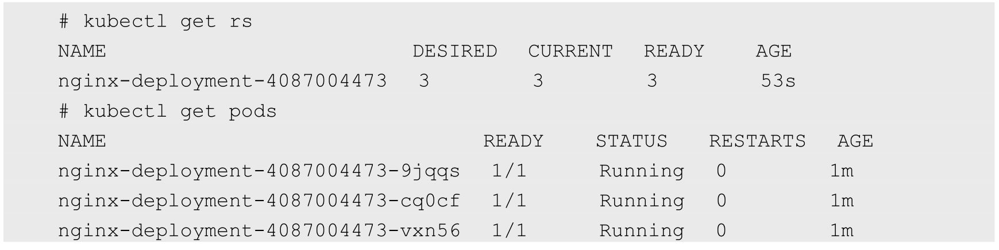 # kubectl get rs
NAME                          DESIRED   CURRENT   READY     AGE
nginx-deployment-4087004473   3         3         3         53s
# kubectl get pods
NAME                                READY     STATUS    RESTARTS   AGE
nginx-deployment-4087004473-9jqqs   1/1       Running   0          1m
nginx-deployment-4087004473-cq0cf   1/1       Running   0          1m
nginx-deployment-4087004473-vxn56   1/1       Running   0          1m